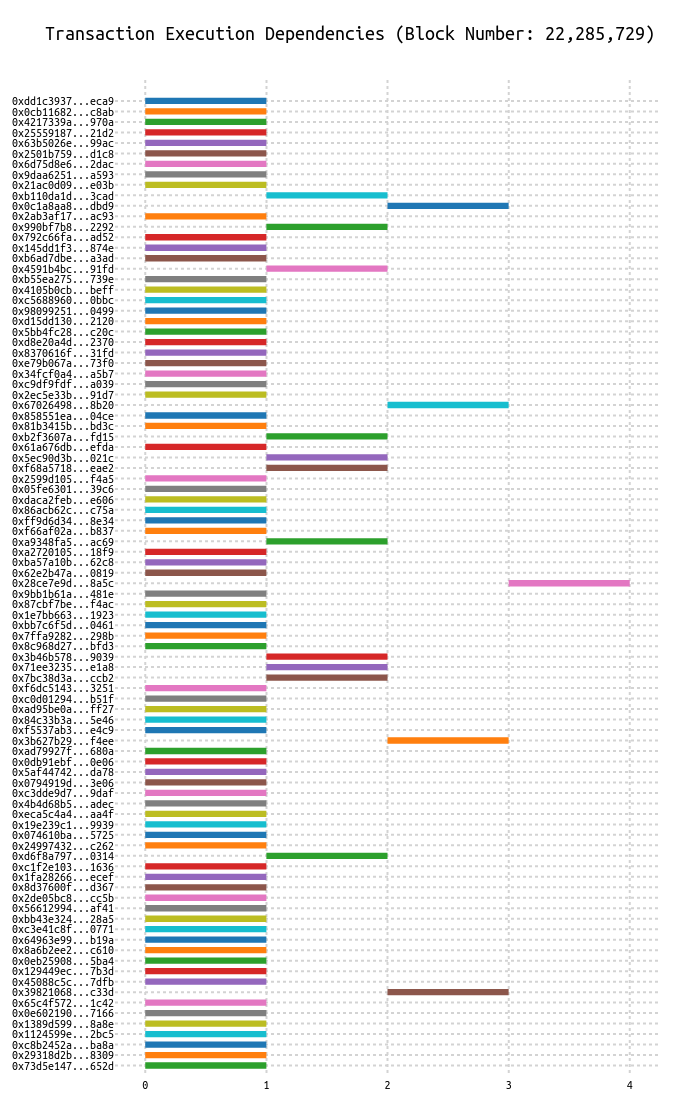 Transaction Execution Dependencies (Block Number: 22,285,729)
0xdd1c3937...eca9
0x0cb11682...c8ab
0x4217339a...970a
0x25559187...21d2
0x63b5026e...99ac
0x2501b759...d1c8
0x6d75d8e6...2dac
0x9daa6251...a593
0x21ac0d09...e03b
0xb110da1d...3cad
0x0c1a8aa8...dbd9
0x2ab3af17...ac93
0x990bf7b8...2292
0x792c66fa...ad52
0x145dd1f3...874e
0xb6ad7dbe...a3ad
0x4591b4bc...91fd
0xb55ea275...739e
0x4105b0cb...beff
0xc5688960...0bbc
0x98099251...0499
0xd15dd130...2120
0x5bb4fc28...c20c
0xd8e20a4d...2370
0x8370616f...31fd
0xe79b067a...73f0
0x34fcf0a4...a5b7
0xc9df9fdf...a039
0x2ec5e33b...91d7
0x67026498...8b20
0x858551ea...04ce
0x81b3415b...bd3c
0xb2f3607a...fd15
0x61a676db...efda
0x5ec90d3b...021c
0xf68a5718...eae2
0x2599d105...f4a5
0x05fe6301...39c6
0xdaca2feb...e606
0x86acb62c...c75a
0xff9d6d34...8e34
0xf66af02a...b837
0xa9348fa5...ac69
0xa2720105...18f9
0xba57a10b...62c8
0x62e2b47a...0819
0x28ce7e9d...8a5c
0x9bb1b61a...481e
0x87cbf7be...f4ac
0x1e7bb663...1923
0xbb7c6f5d...0461
0x7ffa9282...298b
0x8c968d27...bfd3
0x3b46b578...9039
0x71ee3235...e1a8
0x7bc38d3a...ccb2
0xf6dc5143...3251
0xc0d01294...b51f
0xad95be0a...ff27
0x84c33b3a...5e46
0xf5537ab3...e4c9
0x3b627b29...f4ee
0xad79927f...680a
0x0db91ebf...0e06
0x5af44742...da78
0x0794919d...3e06
0xc3dde9d7...9daf
0x4b4d68b5...adec
0xeca5c4a4...aa4f
0x19e239c1...9939
0x074610ba...5725
0x24997432...c262
0xd6f8a797...0314
0xc1f2e103...1636
0x1fa28266...ecef
0x8d37600f...d367
0x2de05bc8...cc5b
0x56612994...af41
0xbb43e324...28a5
0xc3e41c8f...0771
0x64963e99...b19a
0x8a6b2ee2...c610
0x0eb25908...5ba4
0x129449ec...7b3d
0x45088c5c...7dfb
0x39821068...c33d
0x65c4f572...1c42
0x0e602190...7166
0x1389d599...8a8e
0x1124599e...2bc5
0xc8b2452a...ba8a
0x29318d2b...8309
0x73d5e147...652d
0 1 2 3 4